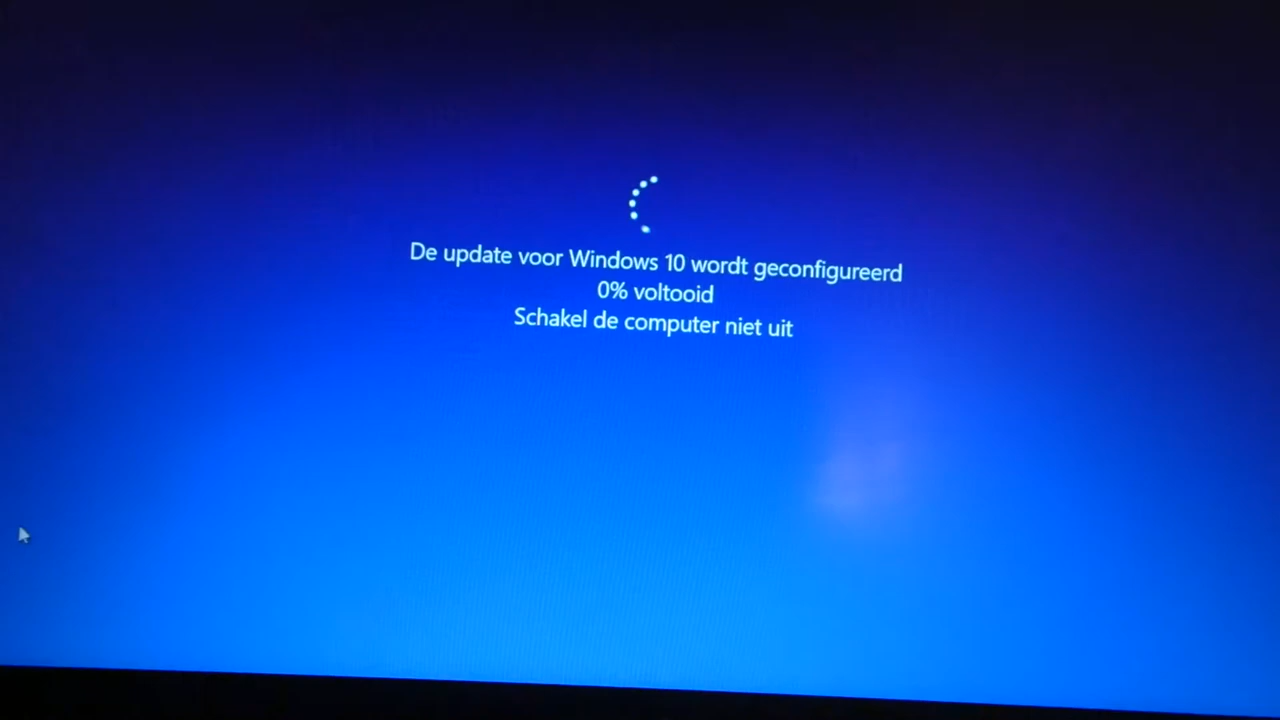 De update voor Windows 10 wordt geconfigureerd
0% voltooid
Schakel de computer niet uit